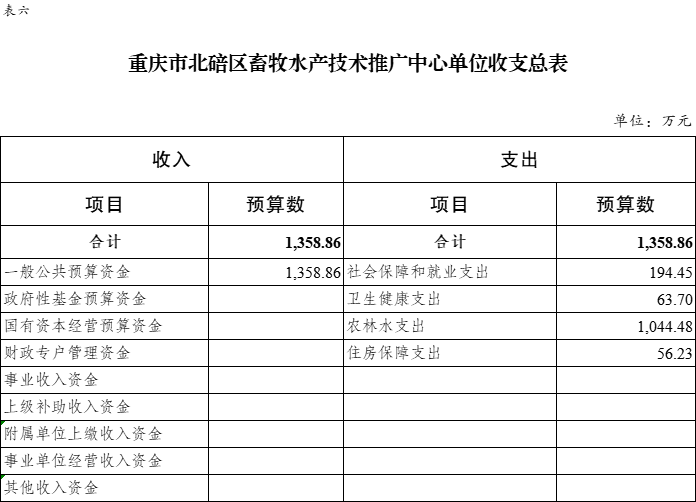 表六
重庆市北碚区畜牧水产技术推广中心单位收支总表
单位：万元
收入 支出
项目 预算数 项目 预算数
合计 1,358.86 合计 1,358.86
一般公共预算资金 1,358.86 社会保障和就业支出 194.45
政府性基金预算资金 卫生健康支出 63.70
国有资本经营预算资金 农林水支出 1,044.48
财政专户管理资金 住房保障支出 56.23
事业收入资金
上级补助收入资金
附属单位上缴收入资金
事业单位经营收入资金
其他收入资金